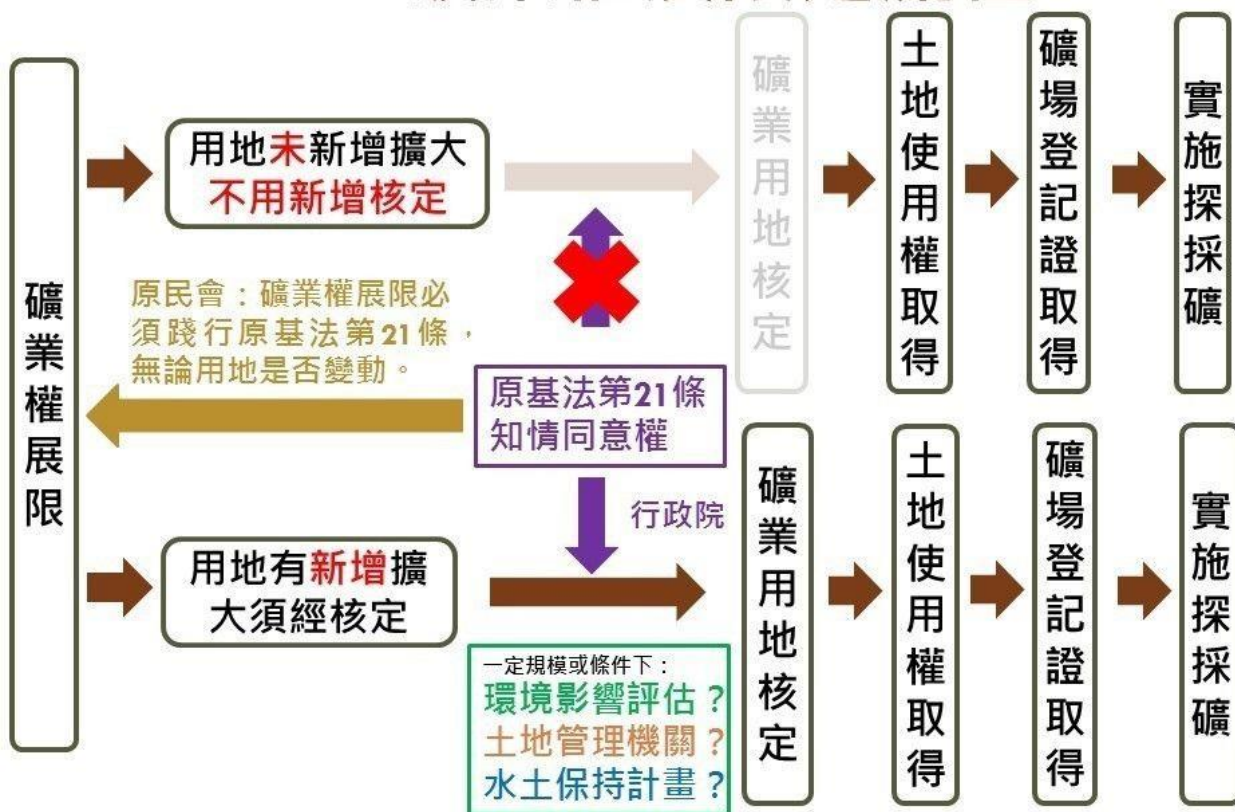 礦業權展限
用地未新增擴大
不用新增核定
礦業用地核定
土地使用權取得
礦場登記證取得
實施探採礦
原民會：礦業權展限必
須踐行原基法第21條，
無論用地是否變動。
原基法第21條
知情同意權
行政院
用地有新增擴
大須經核定
一定規模或條件下：
環境影響評估？
土地管理機關？
水土保持計畫？
礦業用地核定
土地使用權取得
礦場登記證取得
實施探採礦